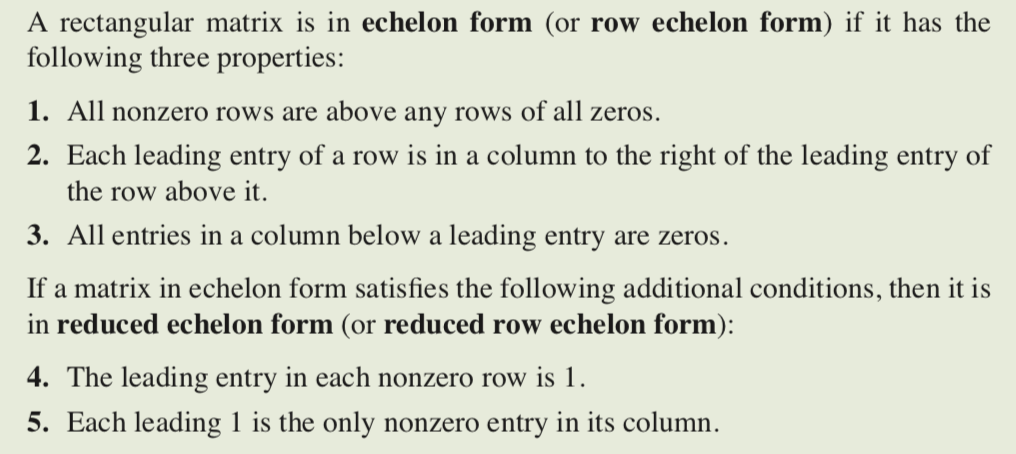 A rectangular matrix is in echelon form (or row echelon form) if it has the
following three properties:
1. All nonzero rows are above any rows of all zeros.
2. Each leading entry of a row is in a column to the right of the leading entry of
the row above it.
3. All entries in a column below a leading entry are zeros.
If a matrix in echelon form satisfies the following additional conditions, then it is
in reduced echelon form (or reduced row echelon form):
4. The leading entry in each nonzero row is 1.
5. Each leading 1 is the only nonzero entry in its column.